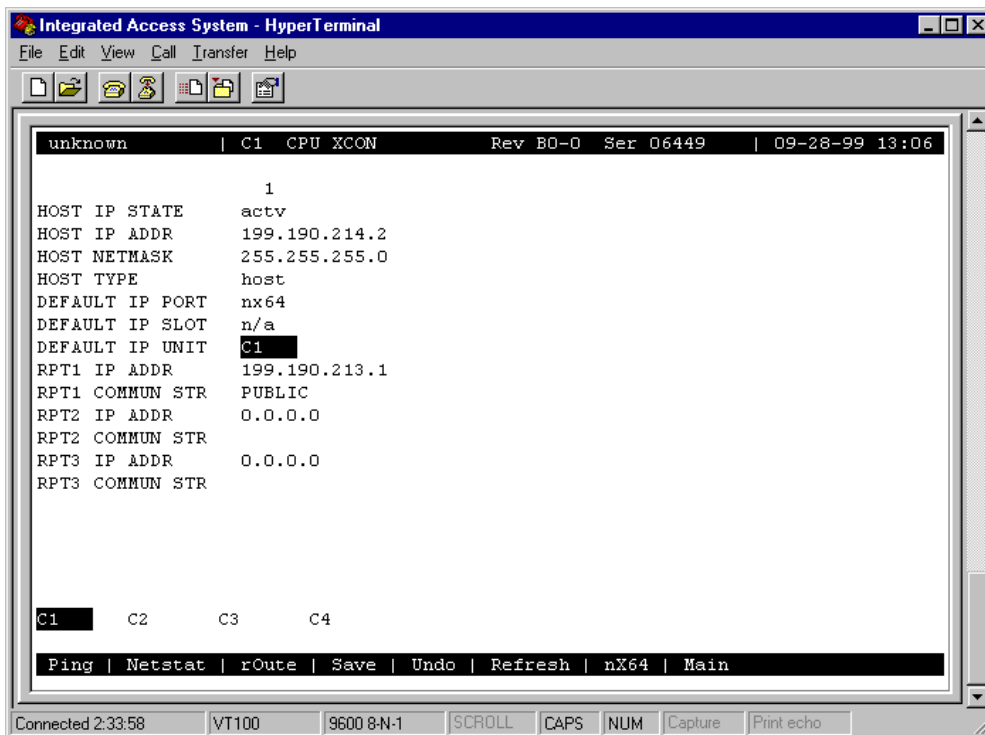 Integrated Access System - HyperTerminal
File Edit View Call Transfer Help
unknown | C1 CPU XCON Rev B0-0 Ser 06449 | 09-28-99 13:06
1
HOST IP STATE actv
HOST IP ADDR 199.190.214.2
HOST NETMASK 255.255.255.0
HOST TYPE host
DEFAULT IP PORT nx64
DEFAULT IP SLOT n/a
DEFAULT IP UNIT C1
RPT1 IP ADDR 199.190.213.1
RPT1 COMMUN STR PUBLIC
RPT2 IP ADDR 0.0.0.0
RPT2 COMMUN STR
RPT3 IP ADDR 0.0.0.0
RPT3 COMMUN STR
C1 C2 C3 C4
Ping | Netstat | rOute | Save | Undo | Refresh | nX64 | Main
Connected 2:33:58 VT100 9600 8-N-1 SCROLL CAPS NUM Capture Print echo